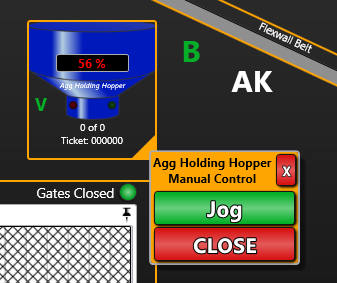 Flexwall Belt
B
AK
56 %
Agg Holding Hopper
V
0 of 0
Ticket: 000000
Agg Holding Hopper
Manual Control
X
Gates Closed
Jog
CLOSE